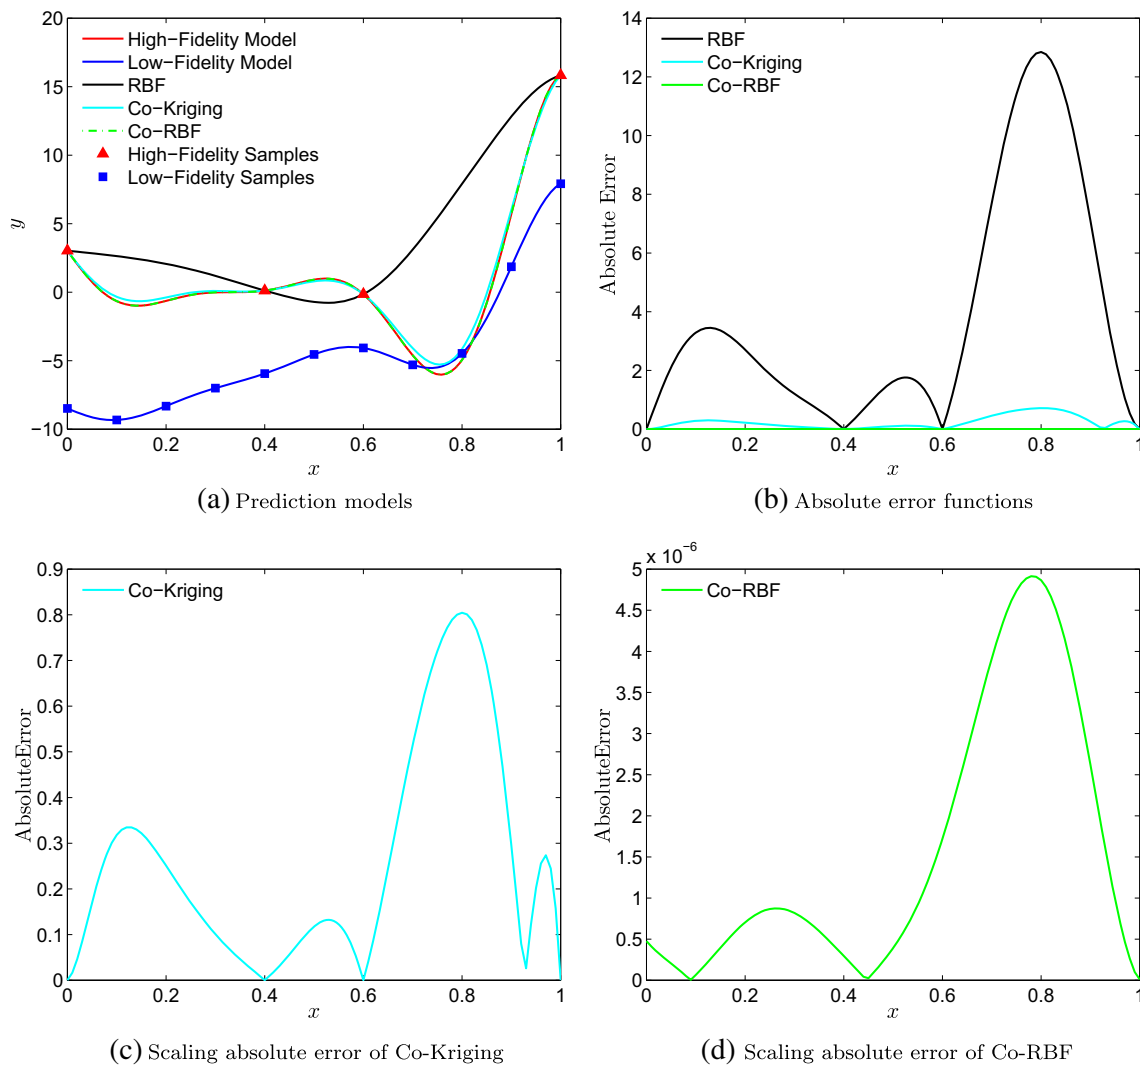 20
15
10
5
0
−5
−10
y
High−Fidelity Model
Low−Fidelity Model
RBF
Co−Kriging
Co−RBF
High−Fidelity Samples
Low−Fidelity Samples
0 0.2 0.4 0.6 0.8 1
x
(a) Prediction models
14
12
10
8
6
4
2
0
Absolute Error
RBF
Co−Kriging
Co−RBF
0 0.2 0.4 0.6 0.8 1
x
(b) Absolute error functions
0.9
0.8
0.7
0.6
0.5
0.4
0.3
0.2
0.1
0
AbsoluteError
Co−Kriging
0 0.2 0.4 0.6 0.8 1
x
(c) Scaling absolute error of Co-Kriging
x 10−6
5
4.5
4
3.5
3
2.5
2
1.5
1
0.5
0
AbsoluteError
Co−RBF
0 0.2 0.4 0.6 0.8 1
x
(d) Scaling absolute error of Co-RBF